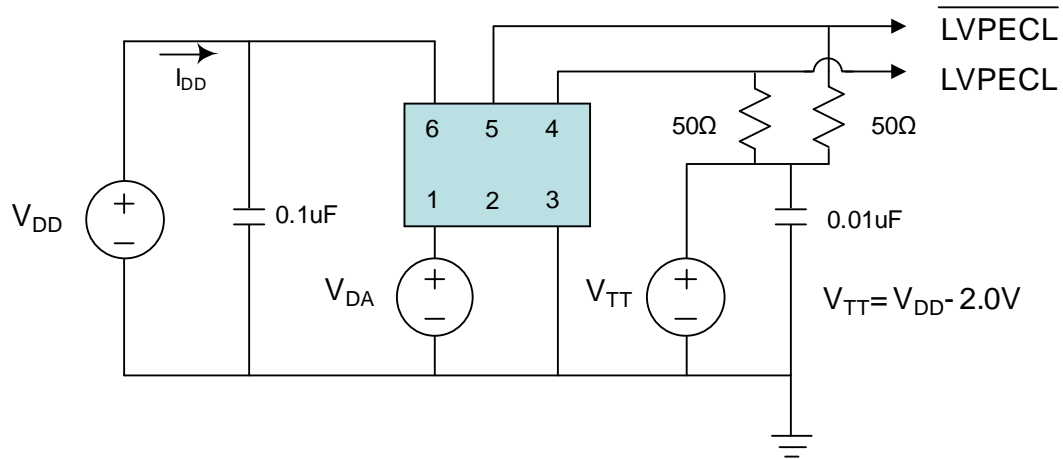 L̅V̅P̅E̅C̅L̅
I_DD
LVPECL
6 5 4
50Ω 50Ω
1 2 3
V_DD
+
−
0.1uF
0.01uF
V_DA
+
−
V_TT
+
−
V_TT= V_DD- 2.0V